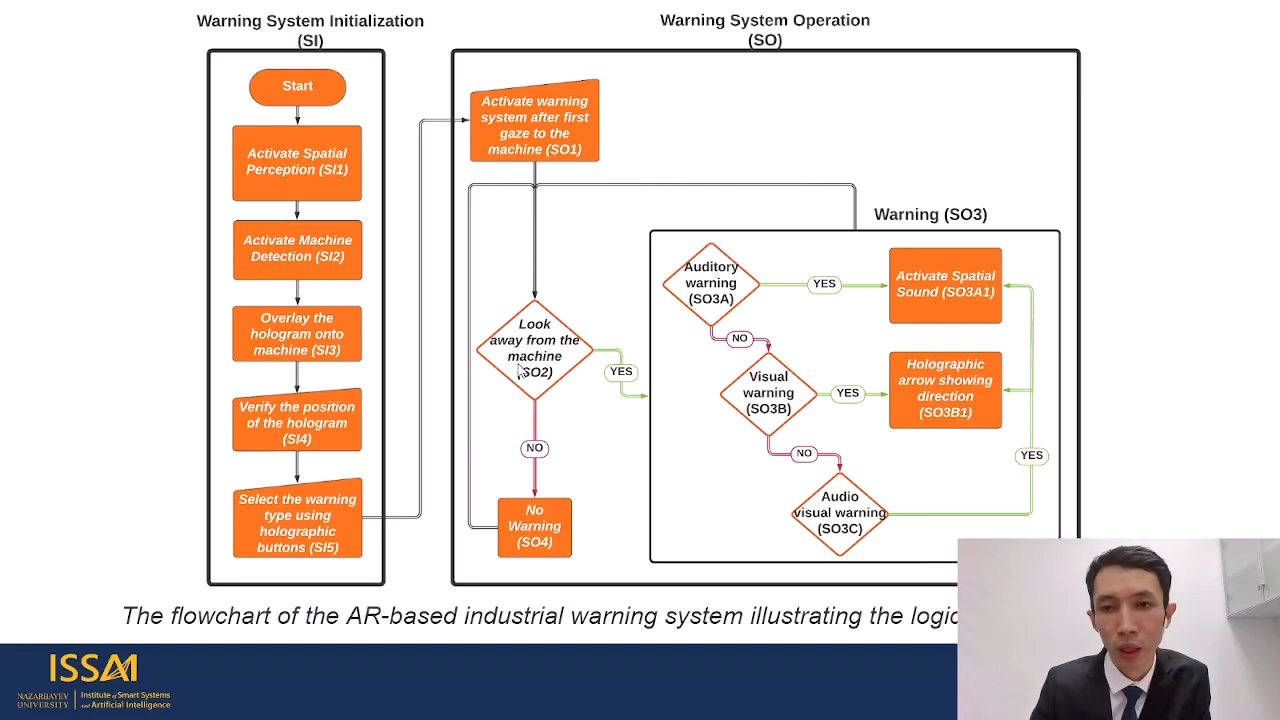 Warning System Initialization
(SI)
Start
Activate Spatial
Perception (SI1)
Activate Machine
Detection (SI2)
Overlay the
hologram onto
machine (SI3)
Verify the position
of the hologram
(SI4)
Select the warning
type using
holographic
buttons (SI5)
Warning System Operation
(SO)
Activate warning
system after first
gaze to the
machine (SO1)
Look
away from the
machine
(SO2)
YES
NO
No
Warning
(SO4)
Warning (SO3)
Auditory
warning
(SO3A)
YES
Activate Spatial
Sound (SO3A1)
NO
Visual
warning
(SO3B)
YES
Holographic
arrow showing
direction
(SO3B1)
NO
Audio
visual warning
(SO3C)
YES
The flowchart of the AR-based industrial warning system illustrating the logic
ISSAI
NAZARBAYEV
UNIVERSITY
Institute of Smart Systems
and Artificial Intelligence